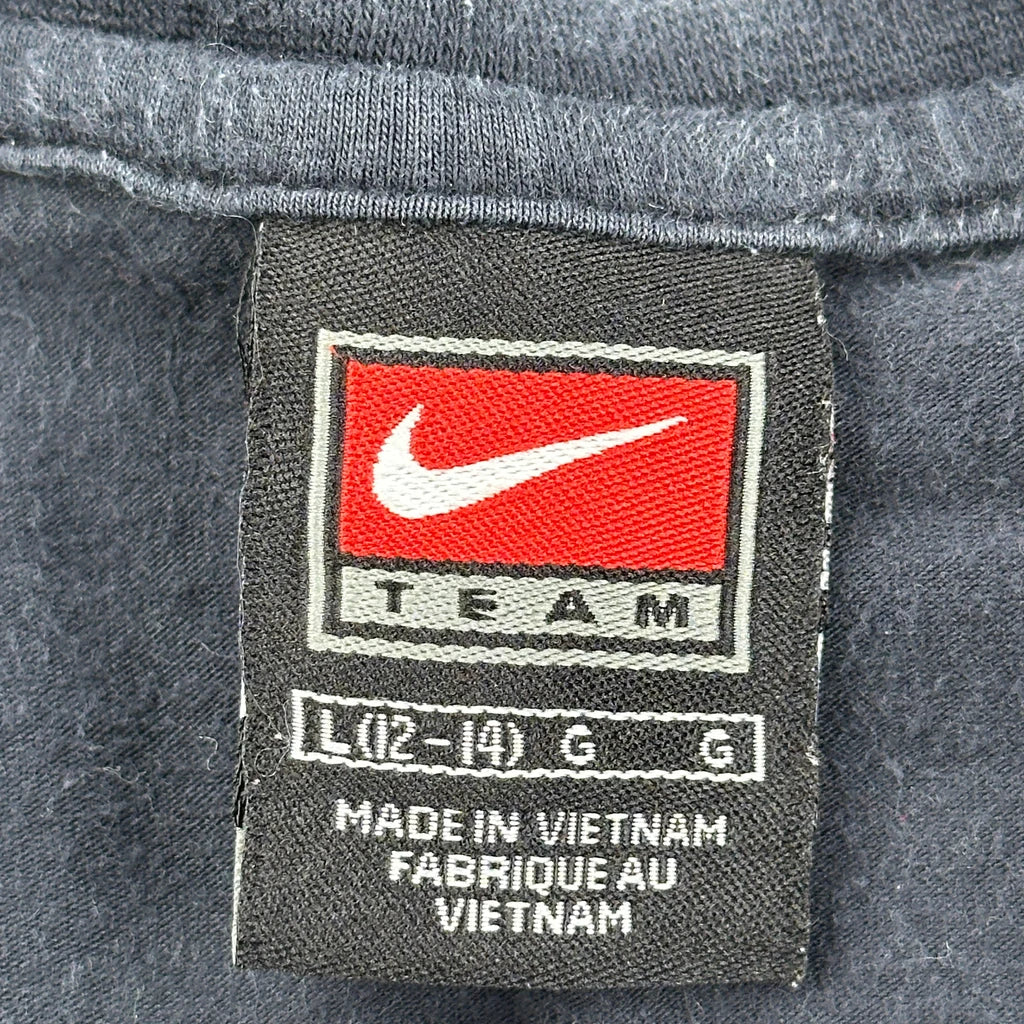 TEAM
L(12-14) G G
MADE IN VIETNAM
FABRIQUE AU
VIETNAM